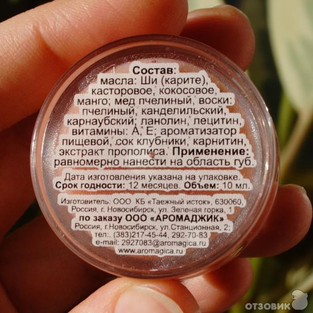 Состав:
масла: Ши (карите),
касторовое, кокосовое,
манго; мед пчелиный, воски:
пчелиный, канделильский,
карнаубский; ланолин, лецитин,
витамины: А, Е; ароматизатор
пищевой, сок клубники, карнитин,
экстракт прополиса. Применение:
равномерно нанести на область губ.
Дата изготовления указана на упаковке.
Срок годности: 12 месяцев. Объем: 10 мл.
Изготовитель: ООО КБ «Таежный исток», 630060,
Россия, г. Новосибирск, ул. Зеленая горка, 1
по заказу ООО «АРОМАДЖИК»
Россия, г. Новосибирск, ул.Станционная, 2;
тел.: (383)217-45-44, 292-70-83
e-mail: 2927083@aromagica.ru
www.aromagica.ru
ОТЗОВИК